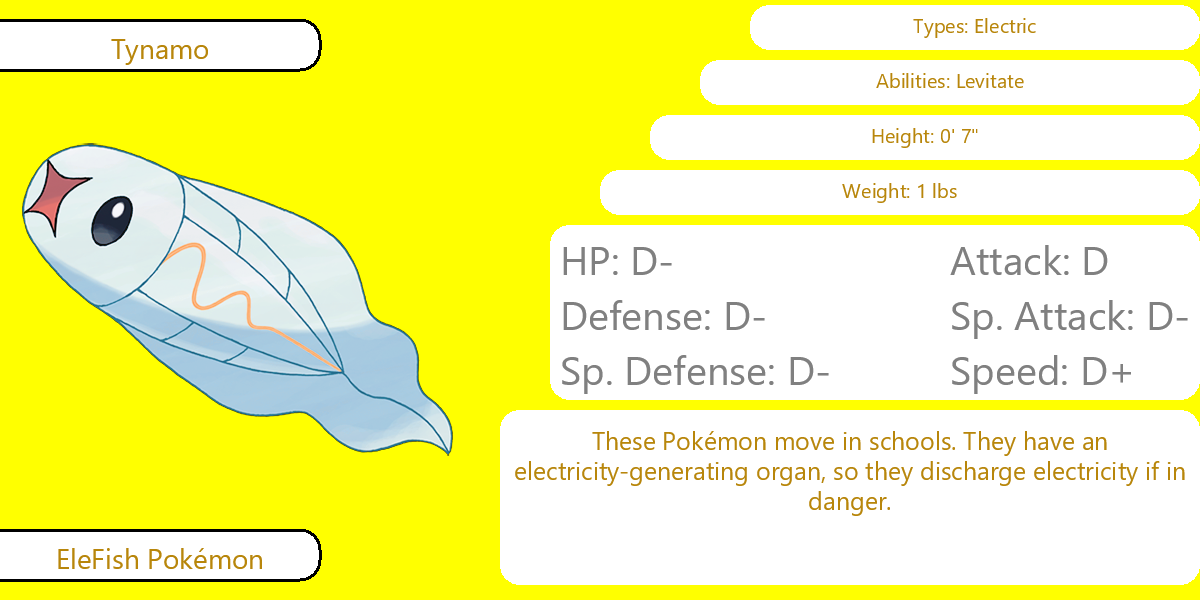 Tynamo
Types: Electric
Abilities: Levitate
Height: 0' 7"
Weight: 1 lbs
HP: D- Attack: D
Defense: D- Sp. Attack: D-
Sp. Defense: D- Speed: D+
These Pokémon move in schools. They have an
electricity-generating organ, so they discharge electricity if in
danger.
EleFish Pokémon